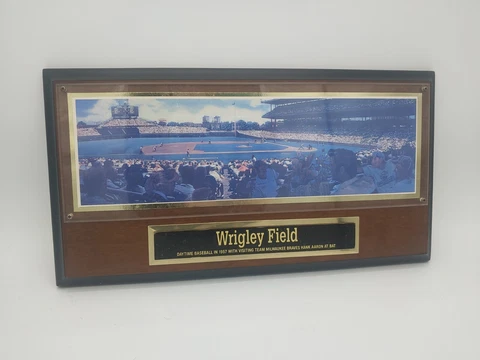 Wrigley Field
DAYTIME BASEBALL IN 1957 WITH VISITING TEAM MILWAUKEE BRAVES HANK AARON AT BAT